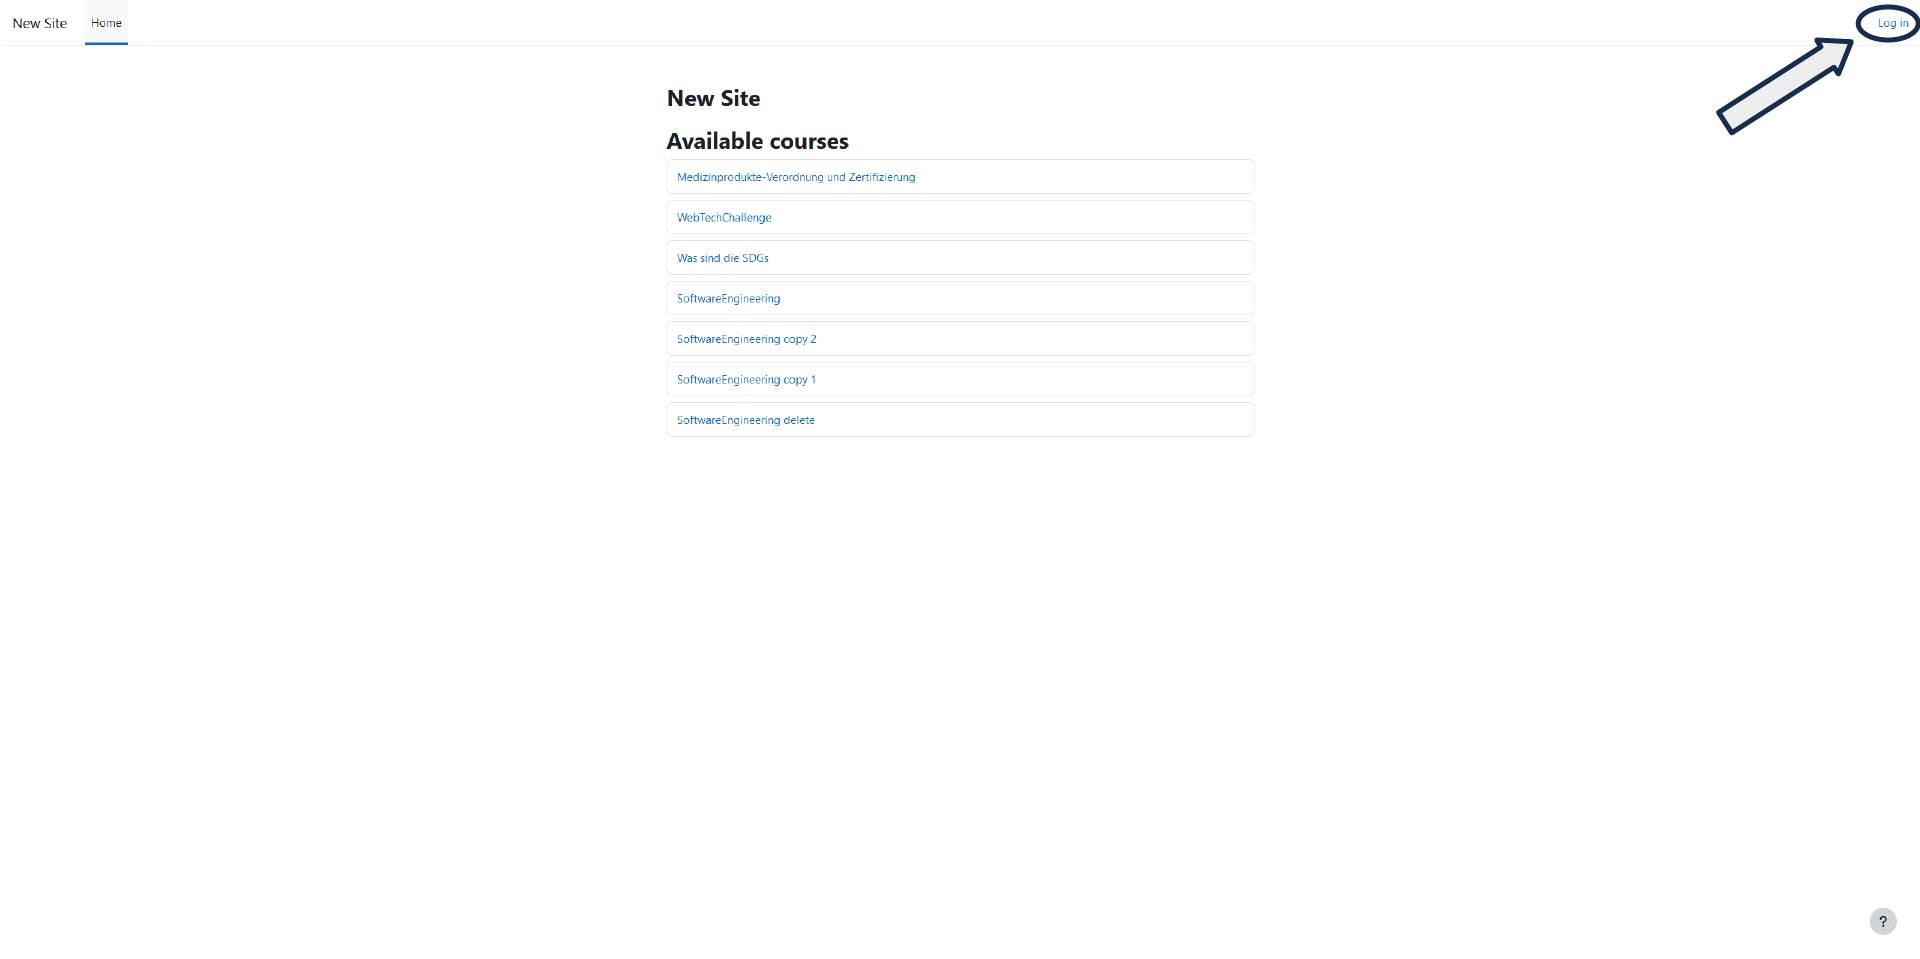 New Site
Home
Log in
New Site
Available courses
Medizinprodukte-Verordnung und Zertifizierung
WebTechChallenge
Was sind die SDGs
SoftwareEngineering
SoftwareEngineering copy 2
SoftwareEngineering copy 1
SoftwareEngineering delete
?